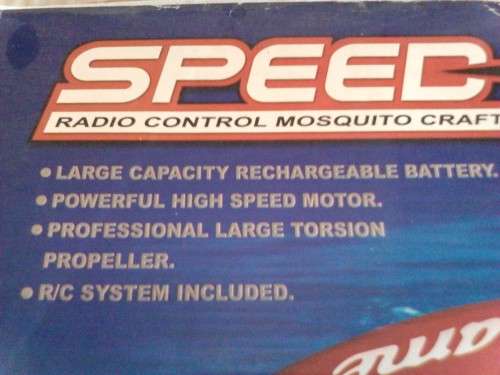 SPEED
RADIO CONTROL MOSQUITO CRAFT
• LARGE CAPACITY RECHARGEABLE BATTERY.
• POWERFUL HIGH SPEED MOTOR.
• PROFESSIONAL LARGE TORSION
PROPELLER.
• R/C SYSTEM INCLUDED.